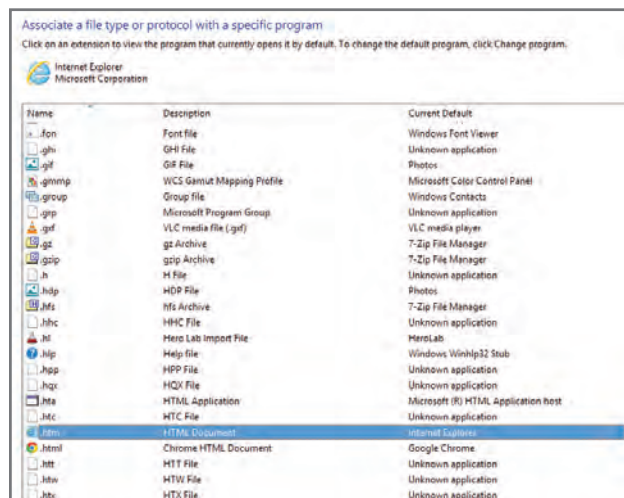 Associate a file type or protocol with a specific program
Click on an extension to view the program that currently opens it by default. To change the default program, click Change program.
Internet Explorer
Microsoft Corporation
Name Description Current Default
.fon Font file Windows Font Viewer
.ghi GHI File Unknown application
.gif GIF File Photos
.gmmp WCS Gamut Mapping Profile Microsoft Color Control Panel
.group Group file Windows Contacts
.grp Microsoft Program Group Unknown application
.gxf VLC media file (.gxf) VLC media player
.gz gz Archive 7-Zip File Manager
.gzip gzip Archive 7-Zip File Manager
.h H File Unknown application
.hdp HDP File Photos
.hfs hfs Archive 7-Zip File Manager
.hhc HHC File Unknown application
.hl Hero Lab Import File HeroLab
.hlp Help file Windows Winhlp32 Stub
.hpp HPP File Unknown application
.hqx HQX File Unknown application
.hta HTML Application Microsoft (R) HTML Application host
.htc HTC File Unknown application
.htm HTML Document Internet Explorer
.html Chrome HTML Document Google Chrome
.htt HTT File Unknown application
.htw HTW File Unknown application
.htx HTX File Unknown application